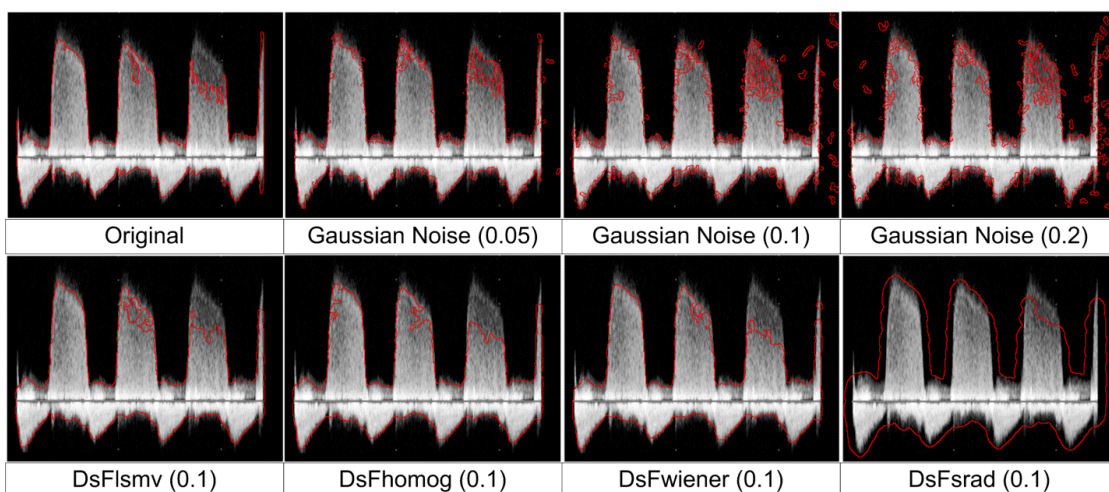 Original
Gaussian Noise (0.05)
Gaussian Noise (0.1)
Gaussian Noise (0.2)
DsFlsmv (0.1)
DsFhomog (0.1)
DsFwiener (0.1)
DsFsrad (0.1)